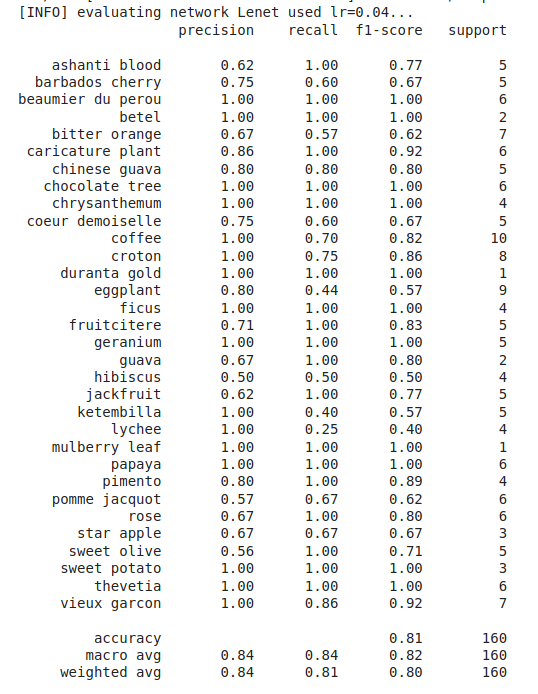 [INFO] evaluating network Lenet used lr=0.04...
precision recall f1-score support
ashanti blood 0.62 1.00 0.77 5
barbados cherry 0.75 0.60 0.67 5
beaumier du perou 1.00 1.00 1.00 6
betel 1.00 1.00 1.00 2
bitter orange 0.67 0.57 0.62 7
caricature plant 0.86 1.00 0.92 6
chinese guava 0.80 0.80 0.80 5
chocolate tree 1.00 1.00 1.00 6
chrysanthemum 1.00 1.00 1.00 4
coeur demoiselle 0.75 0.60 0.67 5
coffee 1.00 0.70 0.82 10
croton 1.00 0.75 0.86 8
duranta gold 1.00 1.00 1.00 1
eggplant 0.80 0.44 0.57 9
ficus 1.00 1.00 1.00 4
fruitcitere 0.71 1.00 0.83 5
geranium 1.00 1.00 1.00 5
guava 0.67 1.00 0.80 2
hibiscus 0.50 0.50 0.50 4
jackfruit 0.62 1.00 0.77 5
ketembilla 1.00 0.40 0.57 5
lychee 1.00 0.25 0.40 4
mulberry leaf 1.00 1.00 1.00 1
papaya 1.00 1.00 1.00 6
pimento 0.80 1.00 0.89 4
pomme jacquot 0.57 0.67 0.62 6
rose 0.67 1.00 0.80 6
star apple 0.67 0.67 0.67 3
sweet olive 0.56 1.00 0.71 5
sweet potato 1.00 1.00 1.00 3
thevetia 1.00 1.00 1.00 6
vieux garcon 1.00 0.86 0.92 7
accuracy 0.81 160
macro avg 0.84 0.84 0.82 160
weighted avg 0.84 0.81 0.80 160